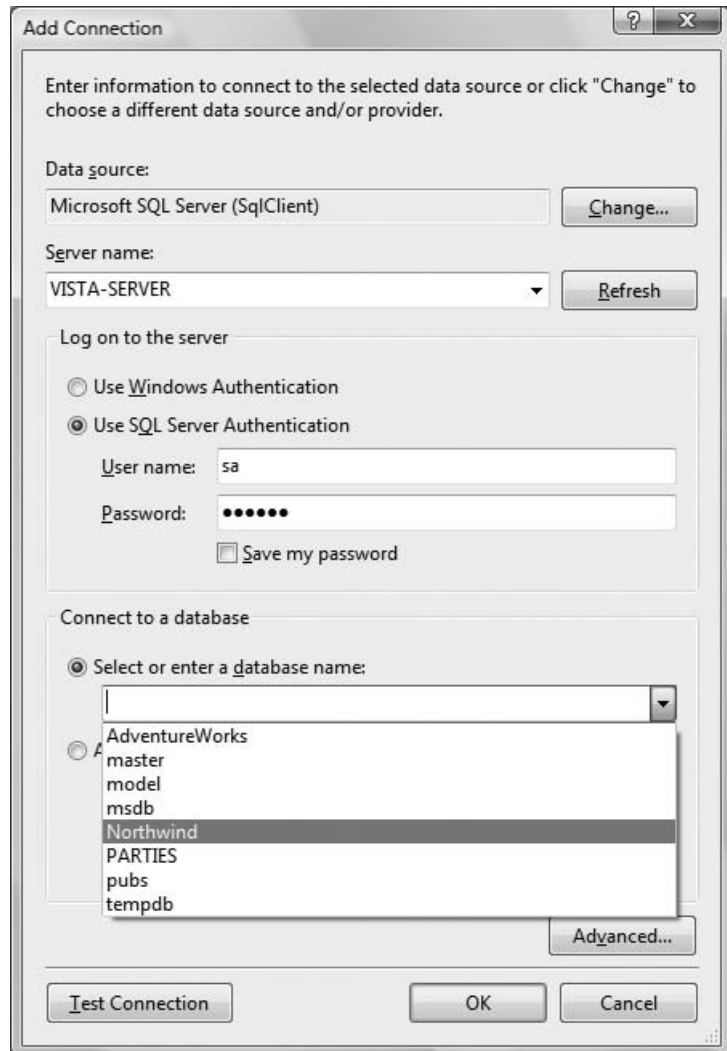 Add Connection
?
X
Enter information to connect to the selected data source or click "Change" to
choose a different data source and/or provider.
Data source:
Microsoft SQL Server (SqlClient)
Change...
Server name:
VISTA-SERVER
Refresh
Log on to the server
Use Windows Authentication
Use SQL Server Authentication
User name:
sa
Password:
••••••
Save my password
Connect to a database
Select or enter a database name:
A
AdventureWorks
master
model
msdb
Northwind
PARTIES
pubs
tempdb
Advanced...
Test Connection
OK
Cancel